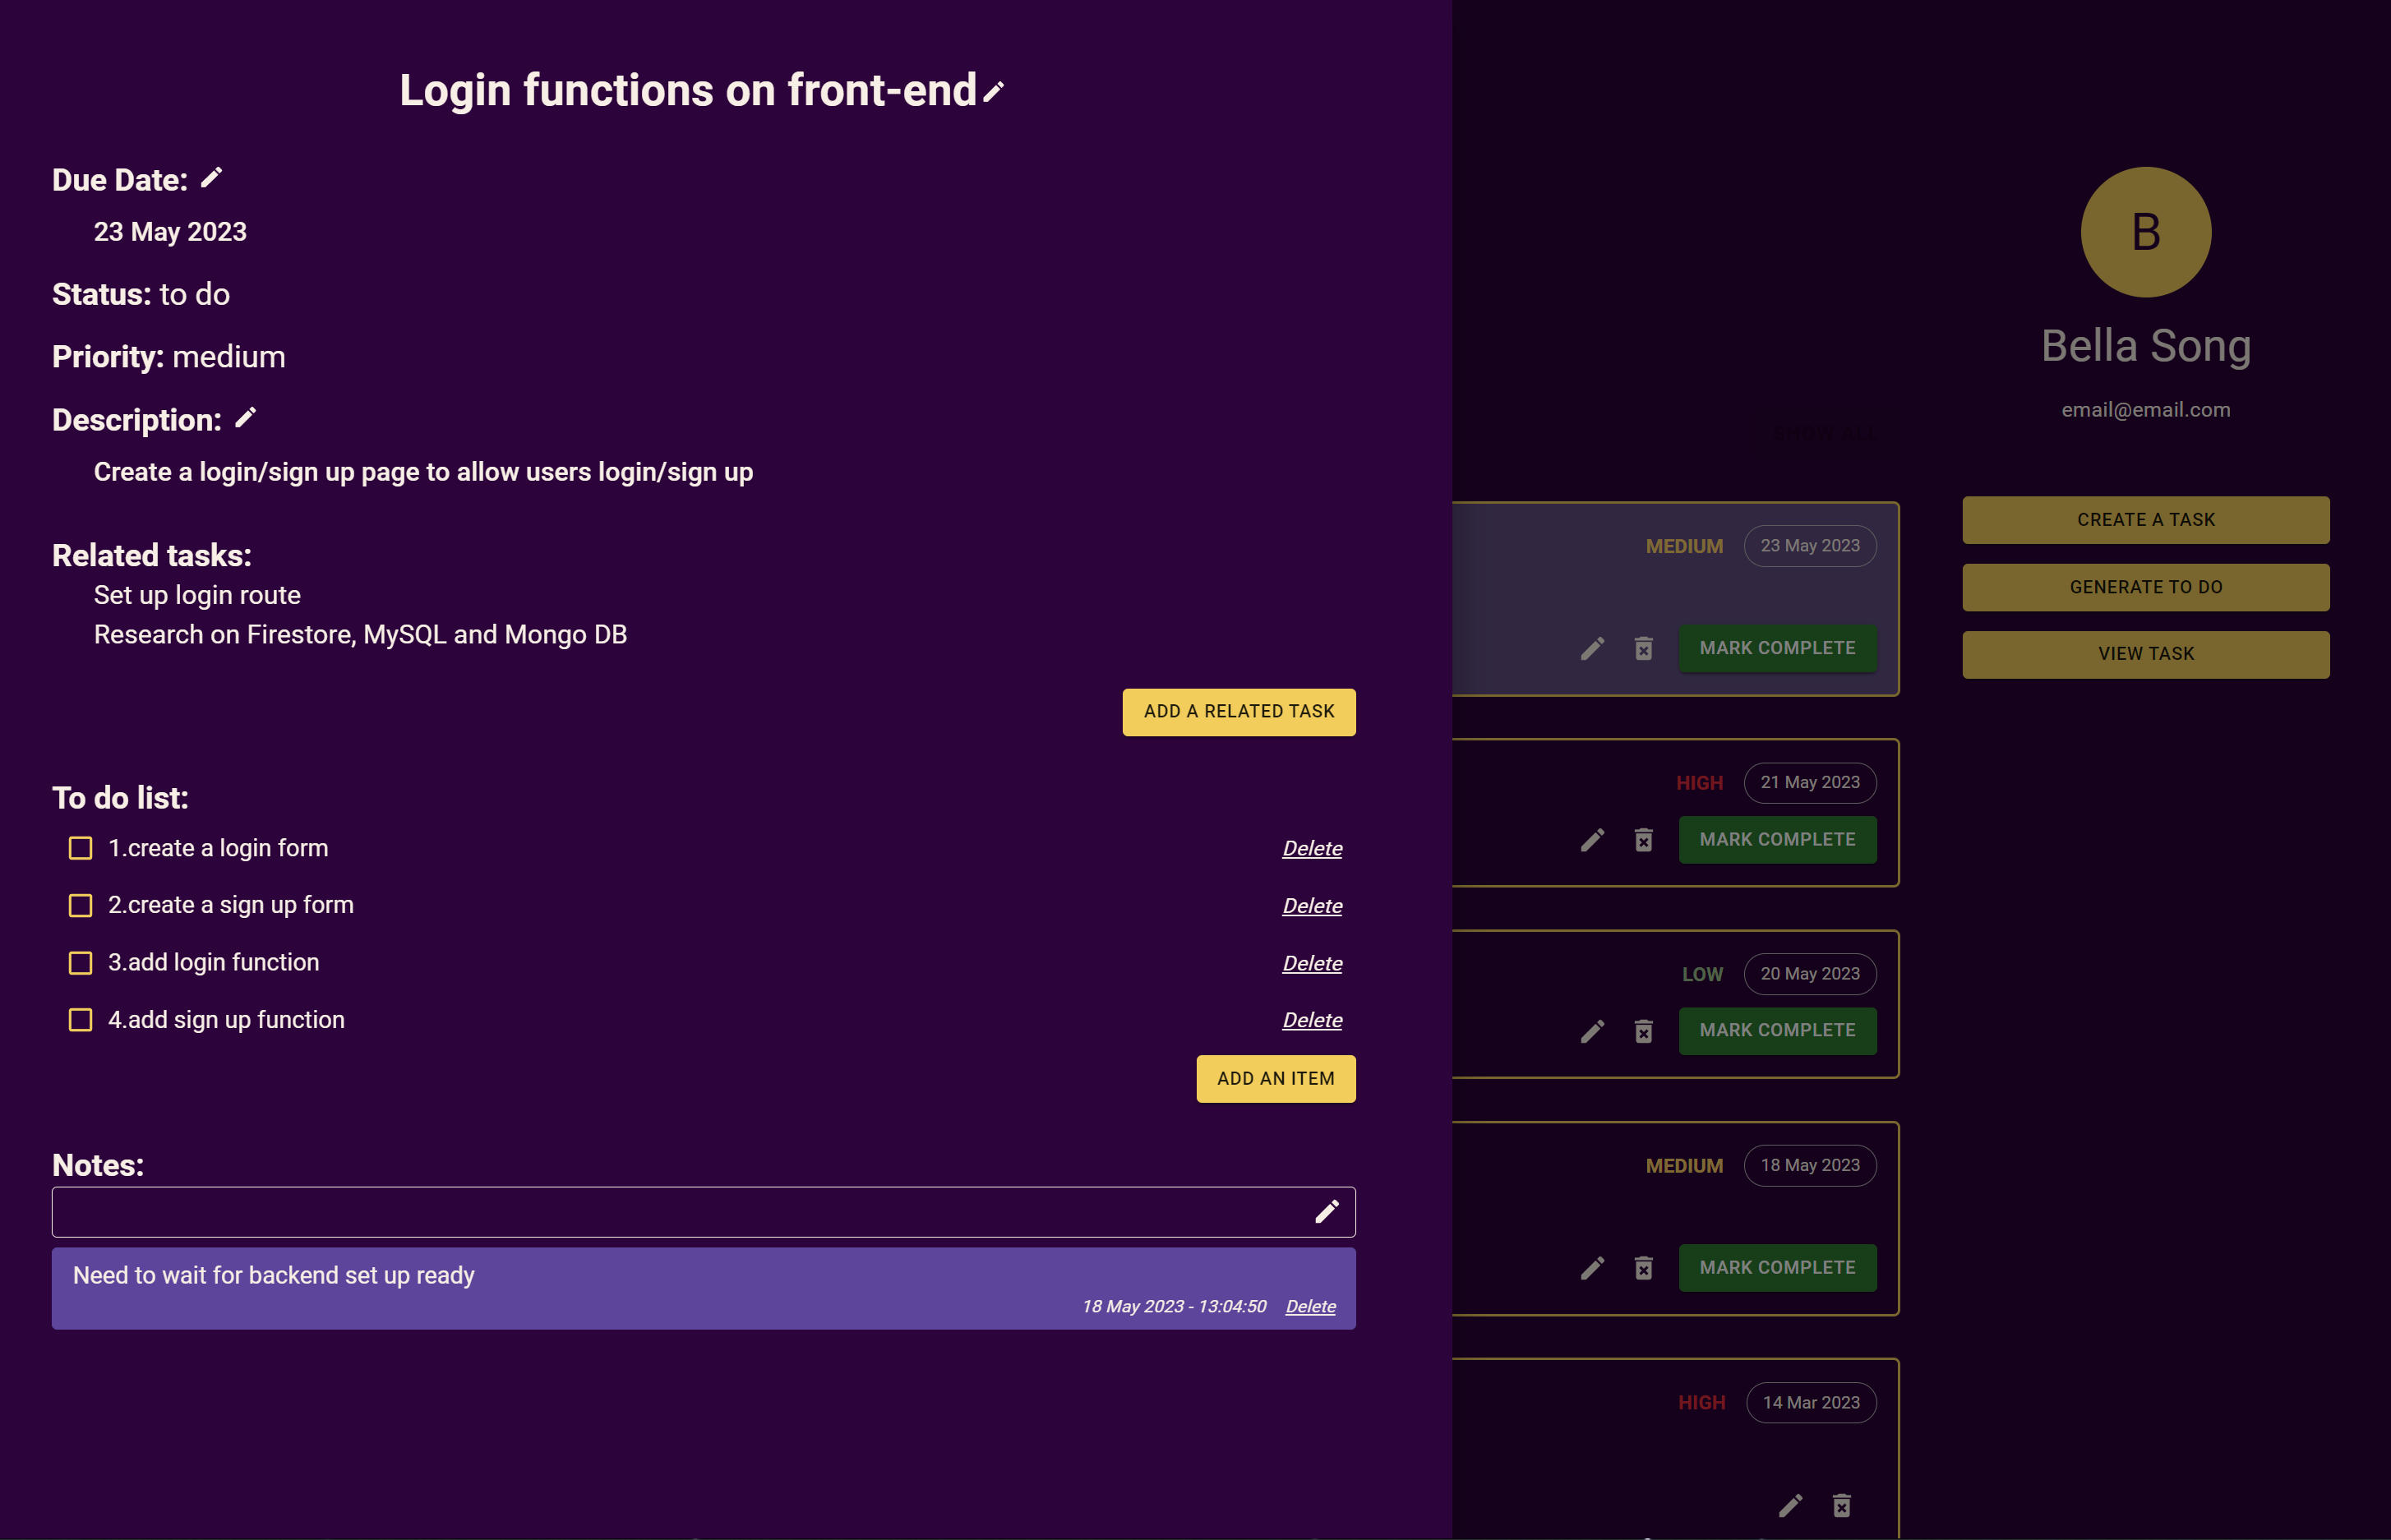 Login functions on front-end
Due Date:
23 May 2023
Status: to do
Priority: medium
Description:
Create a login/sign up page to allow users login/sign up
Related tasks:
Set up login route
Research on Firestore, MySQL and Mongo DB
ADD A RELATED TASK
To do list:
1.create a login form
Delete
2.create a sign up form
Delete
3.add login function
Delete
4.add sign up function
Delete
ADD AN ITEM
Notes:
Need to wait for backend set up ready
18 May 2023 - 13:04:50 Delete
SHOW ALL
MEDIUM 23 May 2023
MARK COMPLETE
HIGH 21 May 2023
MARK COMPLETE
LOW 20 May 2023
MARK COMPLETE
MEDIUM 18 May 2023
MARK COMPLETE
HIGH 14 Mar 2023
B
Bella Song
email@email.com
CREATE A TASK
GENERATE TO DO
VIEW TASK